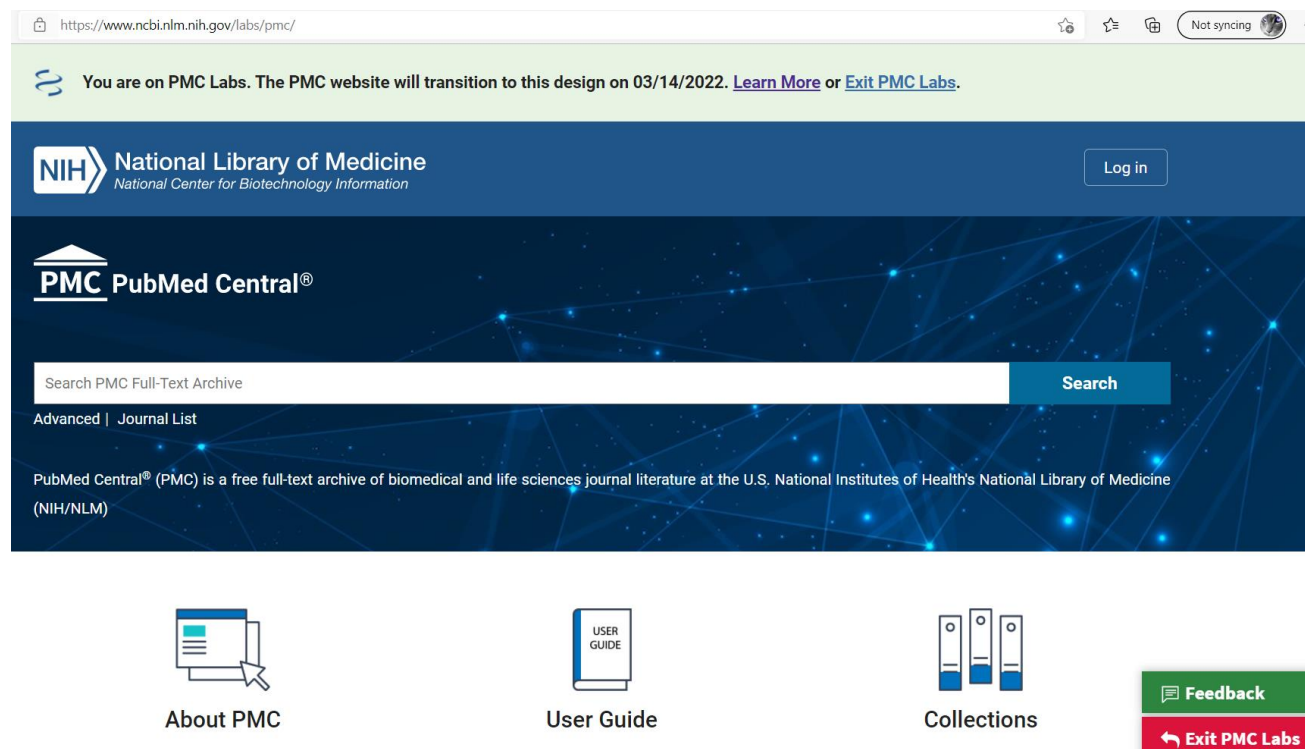 https://www.ncbi.nlm.nih.gov/labs/pmc/
Not syncing
You are on PMC Labs. The PMC website will transition to this design on 03/14/2022. Learn More or Exit PMC Labs.
NIH National Library of Medicine
National Center for Biotechnology Information
Log in
PMC PubMed Central®
Search PMC Full-Text Archive
Search
Advanced | Journal List
PubMed Central® (PMC) is a free full-text archive of biomedical and life sciences journal literature at the U.S. National Institutes of Health's National Library of Medicine
(NIH/NLM)
USER
GUIDE
About PMC
User Guide
Collections
Feedback
Exit PMC Labs